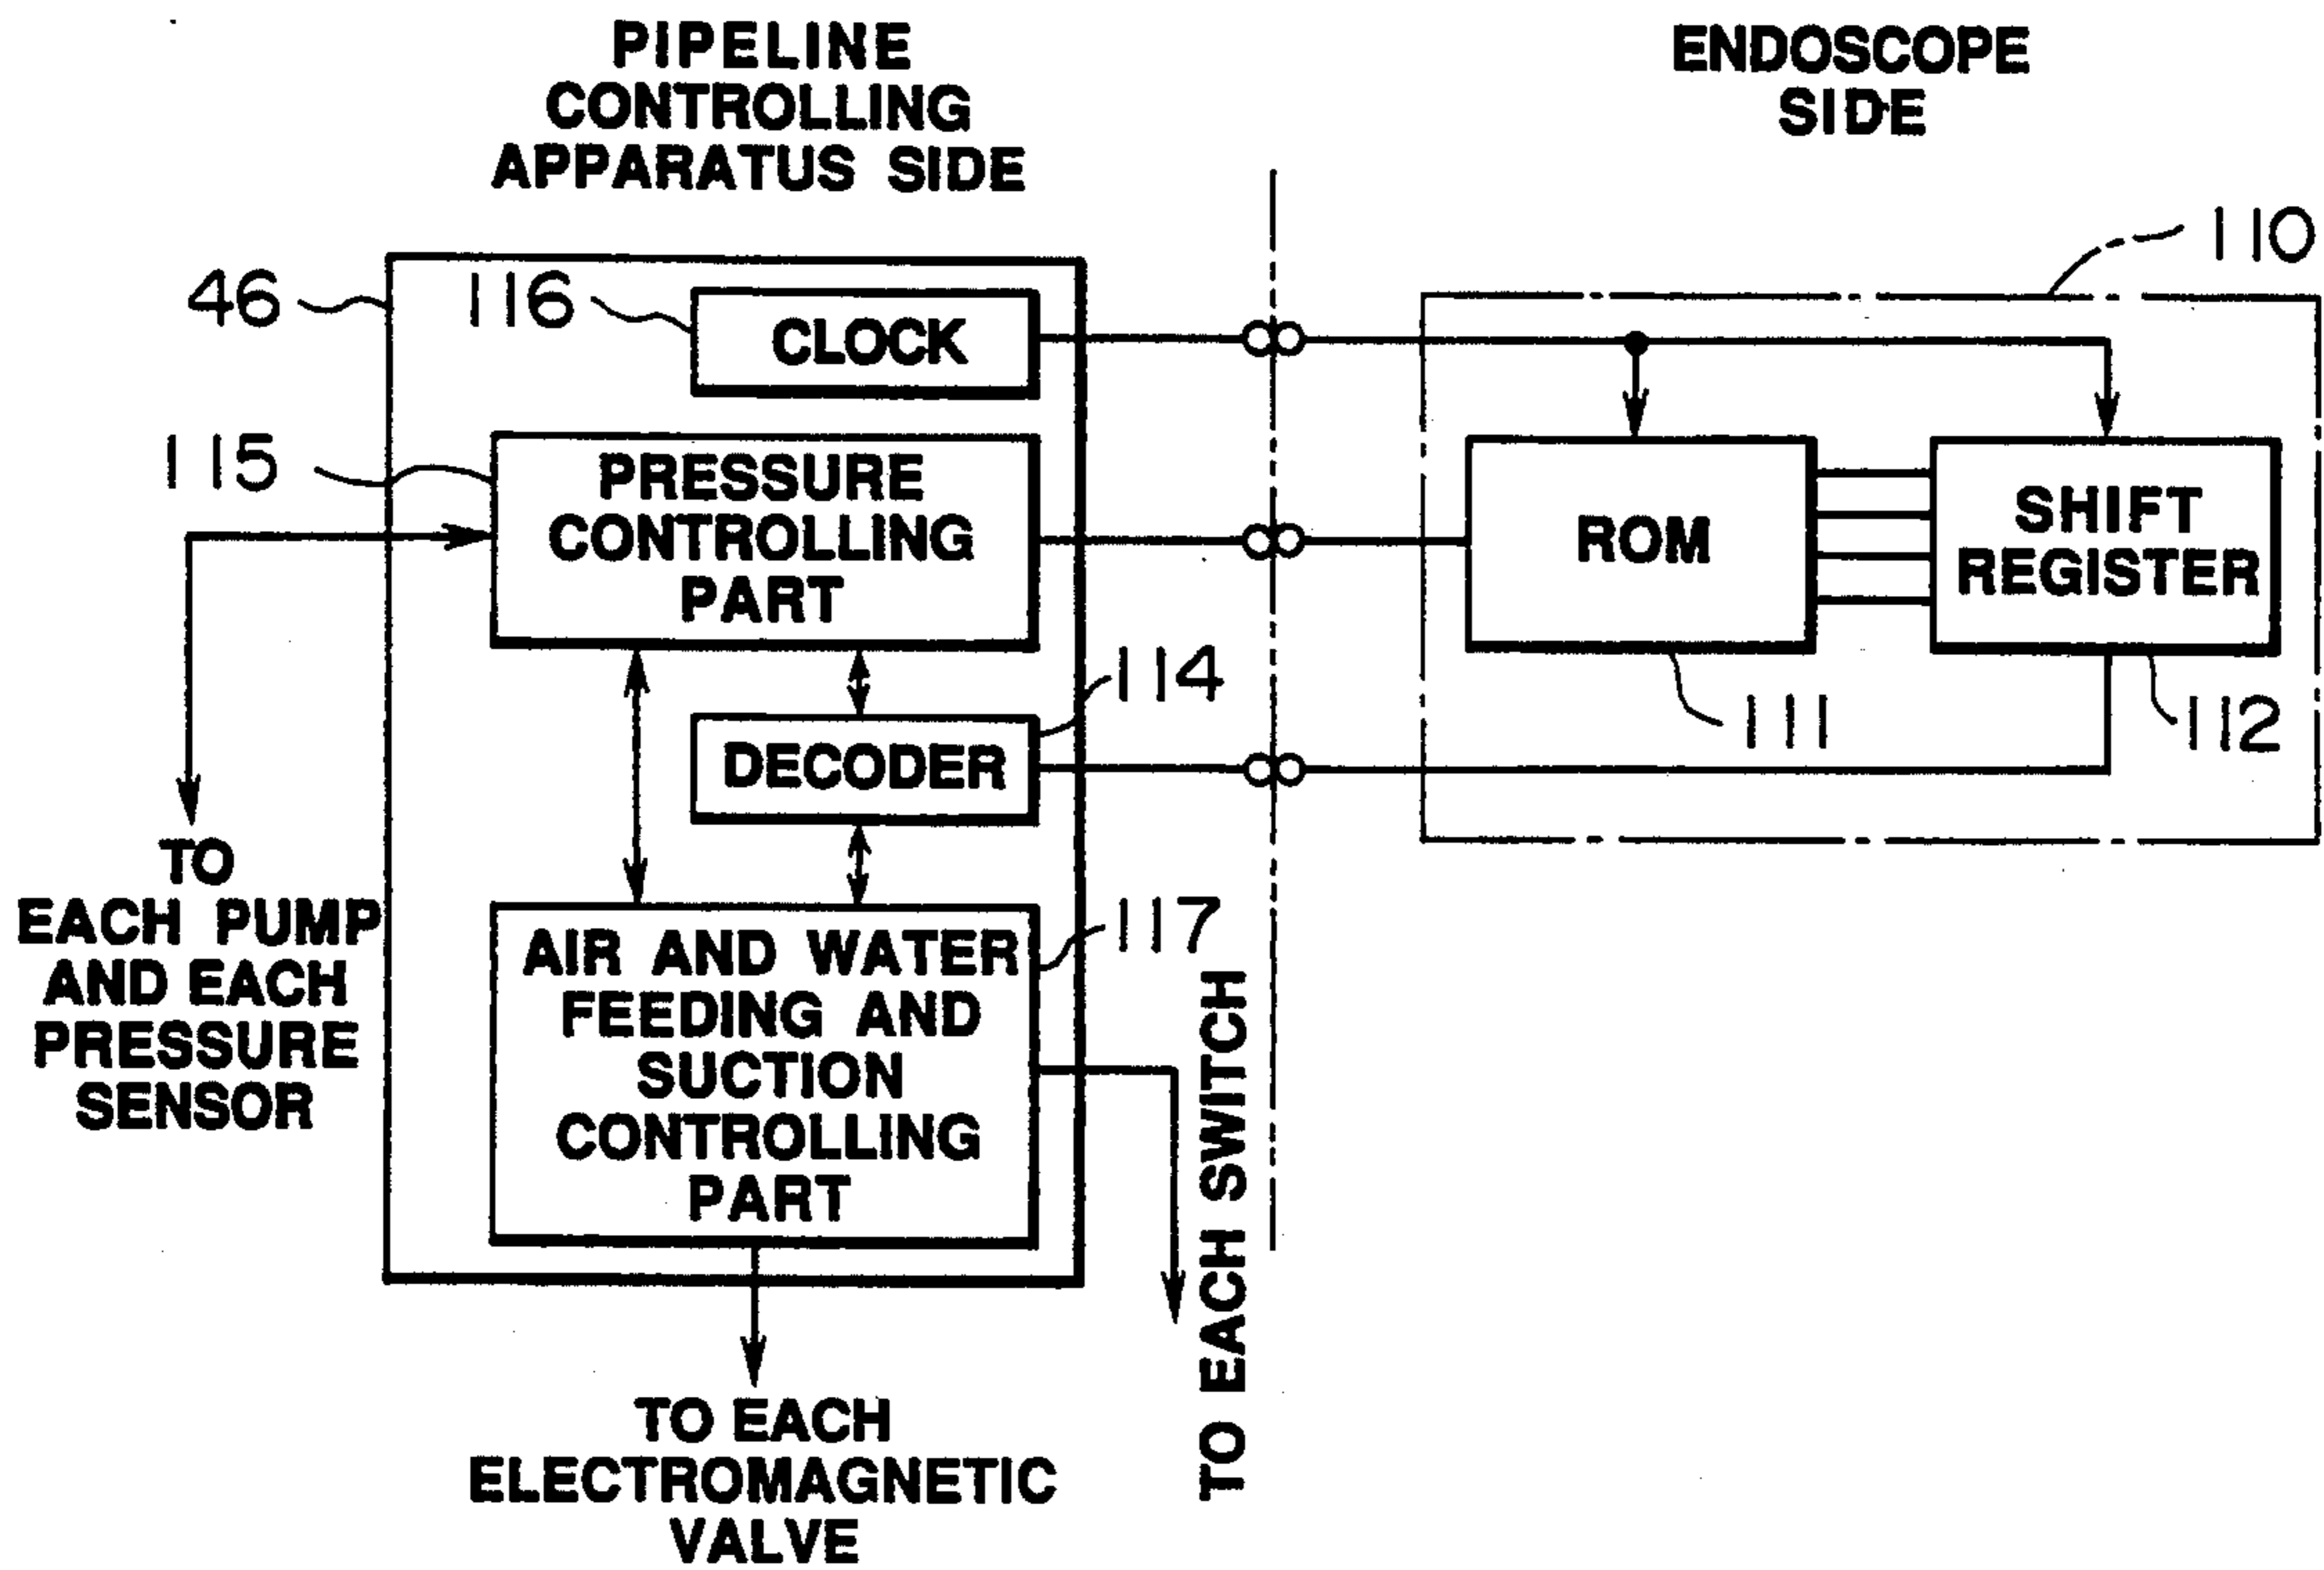 PIPELINE
CONTROLLING
APPARATUS SIDE
ENDOSCOPE
SIDE
110
46
116
CLOCK
115
PRESSURE
CONTROLLING
PART
ROM
SHIFT
REGISTER
114
111
112
DECODER
TO
EACH PUMP
AND EACH
PRESSURE
SENSOR
117
AIR AND WATER
FEEDING AND
SUCTION
CONTROLLING
PART
TO EACH SWITCH
TO EACH
ELECTROMAGNETIC
VALVE